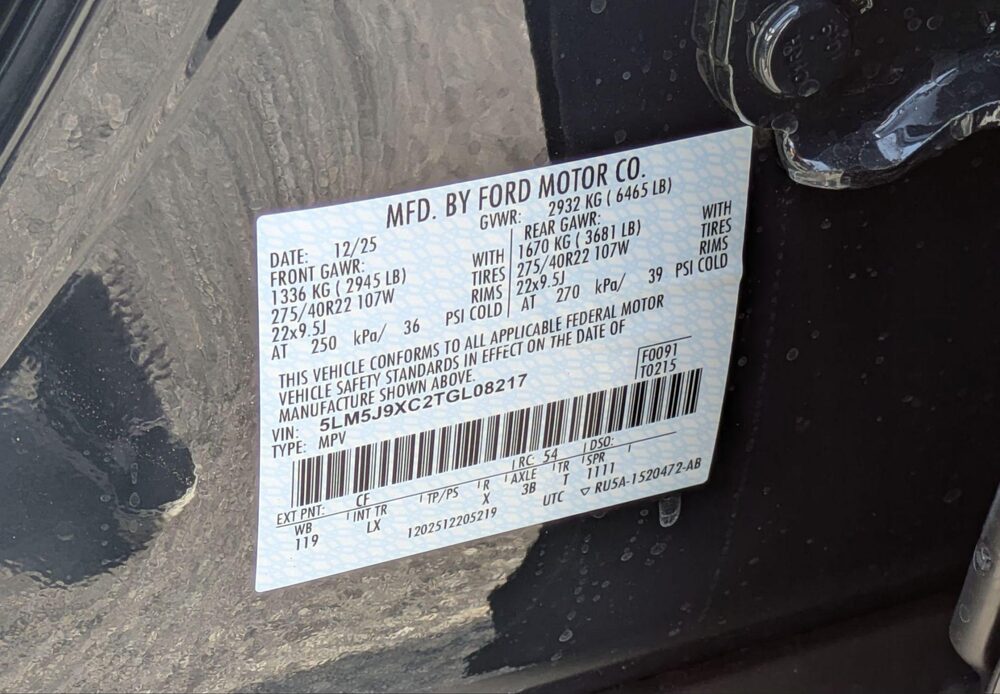 MFD. BY FORD MOTOR CO.
DATE: 12/25 GVWR: 2932 KG ( 6465 LB)
FRONT GAWR: REAR GAWR:
1336 KG ( 2945 LB) WITH 1670 KG ( 3681 LB) WITH
275/40R22 107W TIRES 275/40R22 107W TIRES
22x9.5J RIMS 22x9.5J RIMS
AT 250 kPa/ 36 PSI COLD AT 270 kPa/ 39 PSI COLD
THIS VEHICLE CONFORMS TO ALL APPLICABLE FEDERAL MOTOR
VEHICLE SAFETY STANDARDS IN EFFECT ON THE DATE OF
MANUFACTURE SHOWN ABOVE.
F0091
VIN: 5LM5J9XC2TGL08217 T0215
TYPE: MPV
EXT PNT: CF RC: 54 DSO:
WB INT TR TP/PS R AXLE TR SPR
119 LX X 3B T 1111
1202512205219 UTC ▽ RU5A-1520472-AB